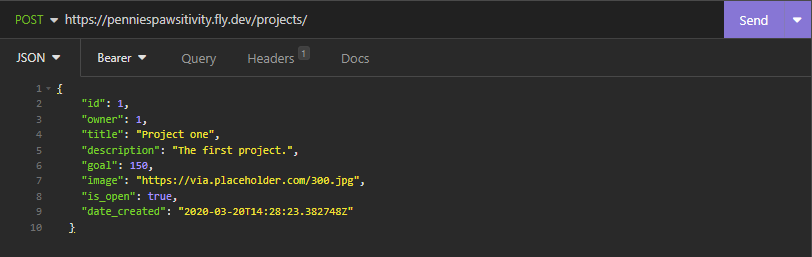 POST https://penniespawsitivity.fly.dev/projects/ Send
JSON Bearer Query Headers 1 Docs
1 {
2 "id": 1,
3 "owner": 1,
4 "title": "Project one",
5 "description": "The first project.",
6 "goal": 150,
7 "image": "https://via.placeholder.com/300.jpg",
8 "is_open": true,
9 "date_created": "2020-03-20T14:28:23.382748Z"
10 }